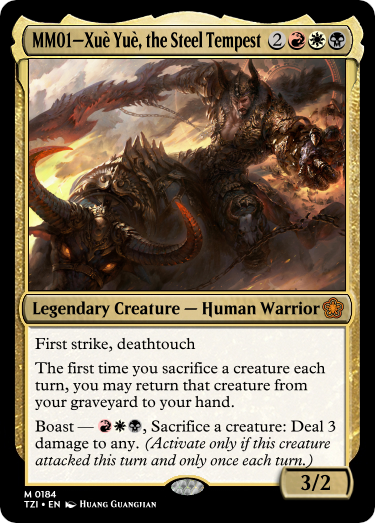 MM01—Xuè Yuè, the Steel Tempest 2
Legendary Creature — Human Warrior
First strike, deathtouch
The first time you sacrifice a creature each
turn, you may return that creature from
your graveyard to your hand.
Boast — , Sacrifice a creature: Deal 3
damage to any. (Activate only if this creature
attacked this turn and only once each turn.)
3/2
M 0184
TZI • EN Huang Guangjian